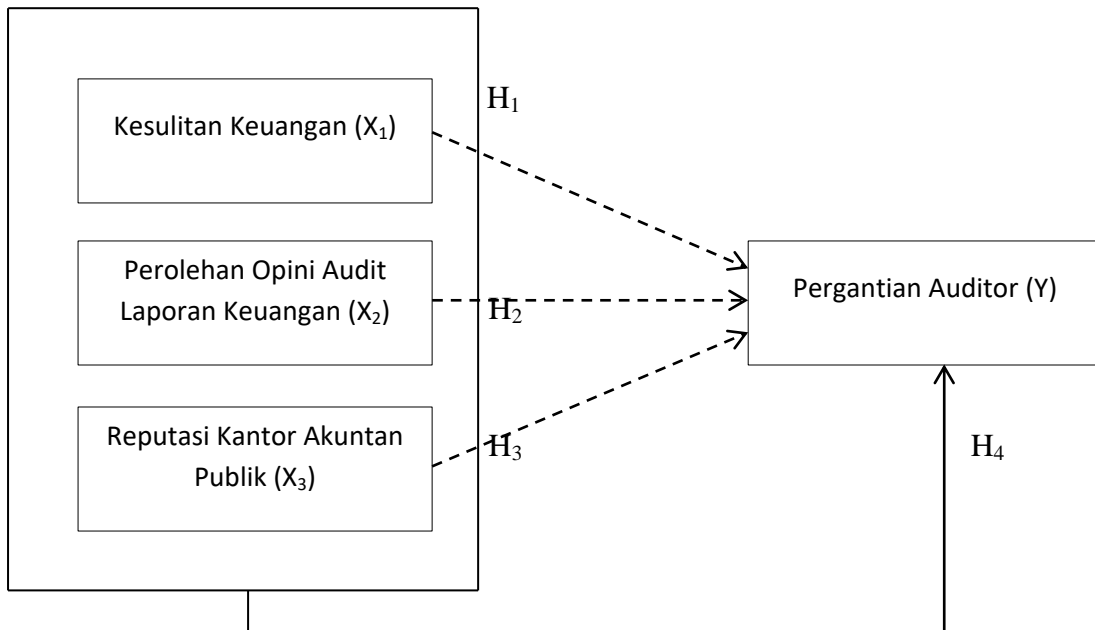 H₁
Kesulitan Keuangan (X₁)
Perolehan Opini Audit
Laporan Keuangan (X₂)
H₂
Pergantian Auditor (Y)
Reputasi Kantor Akuntan
Publik (X₃)
H₃
H₄